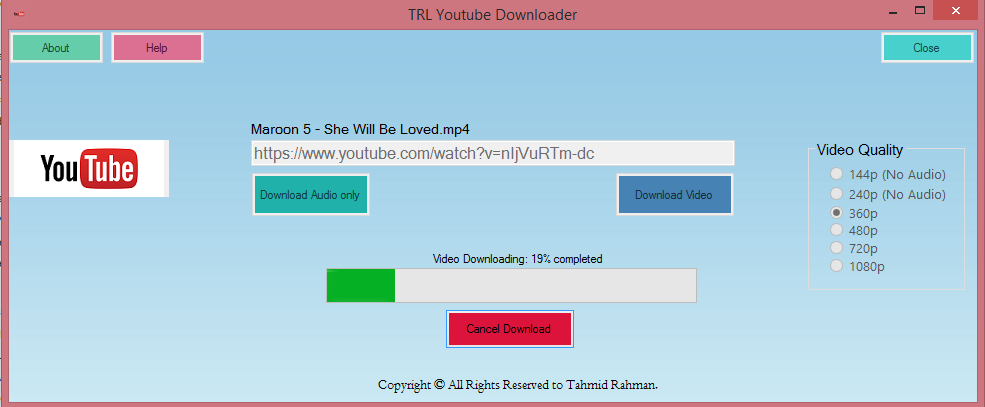 TRL Youtube Downloader
About
Help
Close
Maroon 5 - She Will Be Loved.mp4
https://www.youtube.com/watch?v=nIjVuRTm-dc
YouTube
Download Audio only
Download Video
Video Quality
144p (No Audio)
240p (No Audio)
360p
480p
720p
1080p
Video Downloading: 19% completed
Cancel Download
Copyright © All Rights Reserved to Tahmid Rahman.